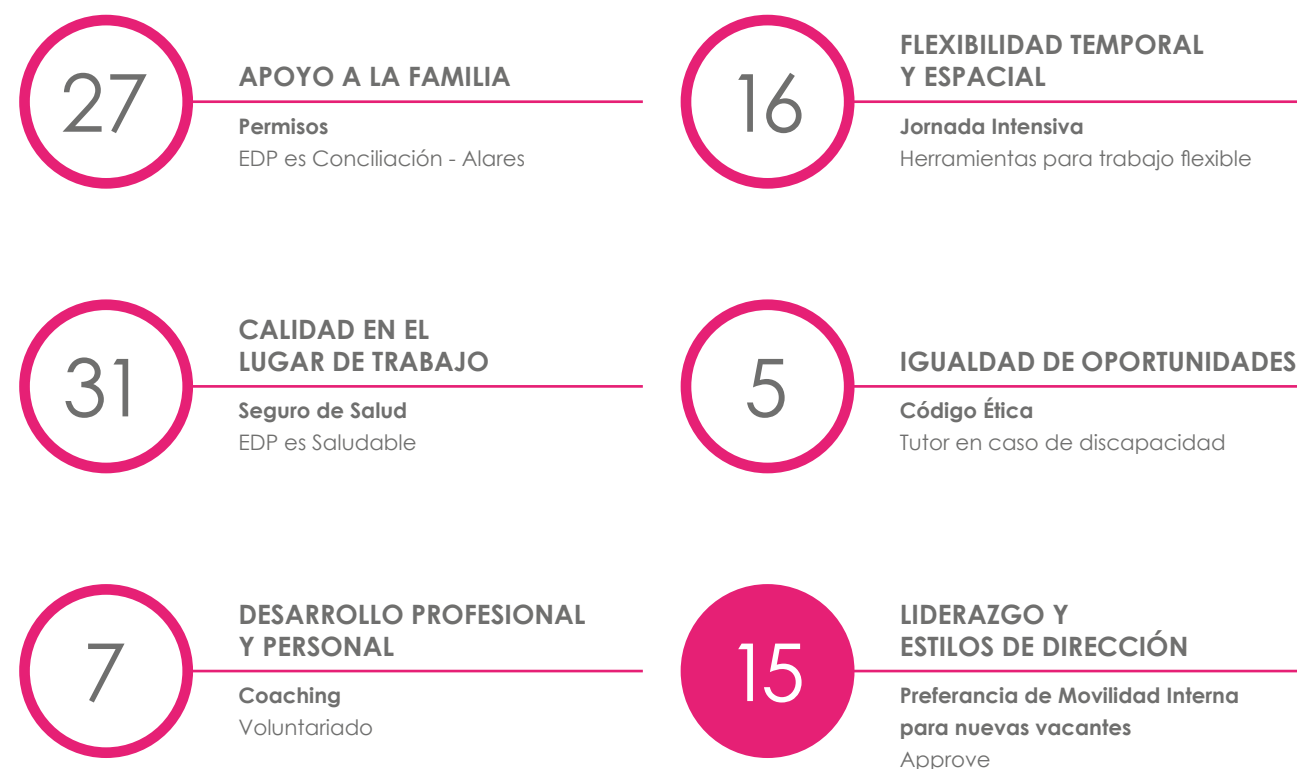 27
APOYO A LA FAMILIA
Permisos
EDP es Conciliación - Alares
16
FLEXIBILIDAD TEMPORAL
Y ESPACIAL
Jornada Intensiva
Herramientas para trabajo flexible
31
CALIDAD EN EL
LUGAR DE TRABAJO
Seguro de Salud
EDP es Saludable
5
IGUALDAD DE OPORTUNIDADES
Código Ética
Tutor en caso de discapacidad
7
DESARROLLO PROFESIONAL
Y PERSONAL
Coaching
Voluntariado
15
LIDERAZGO Y
ESTILOS DE DIRECCIÓN
Preferancia de Movilidad Interna
para nuevas vacantes
Approve